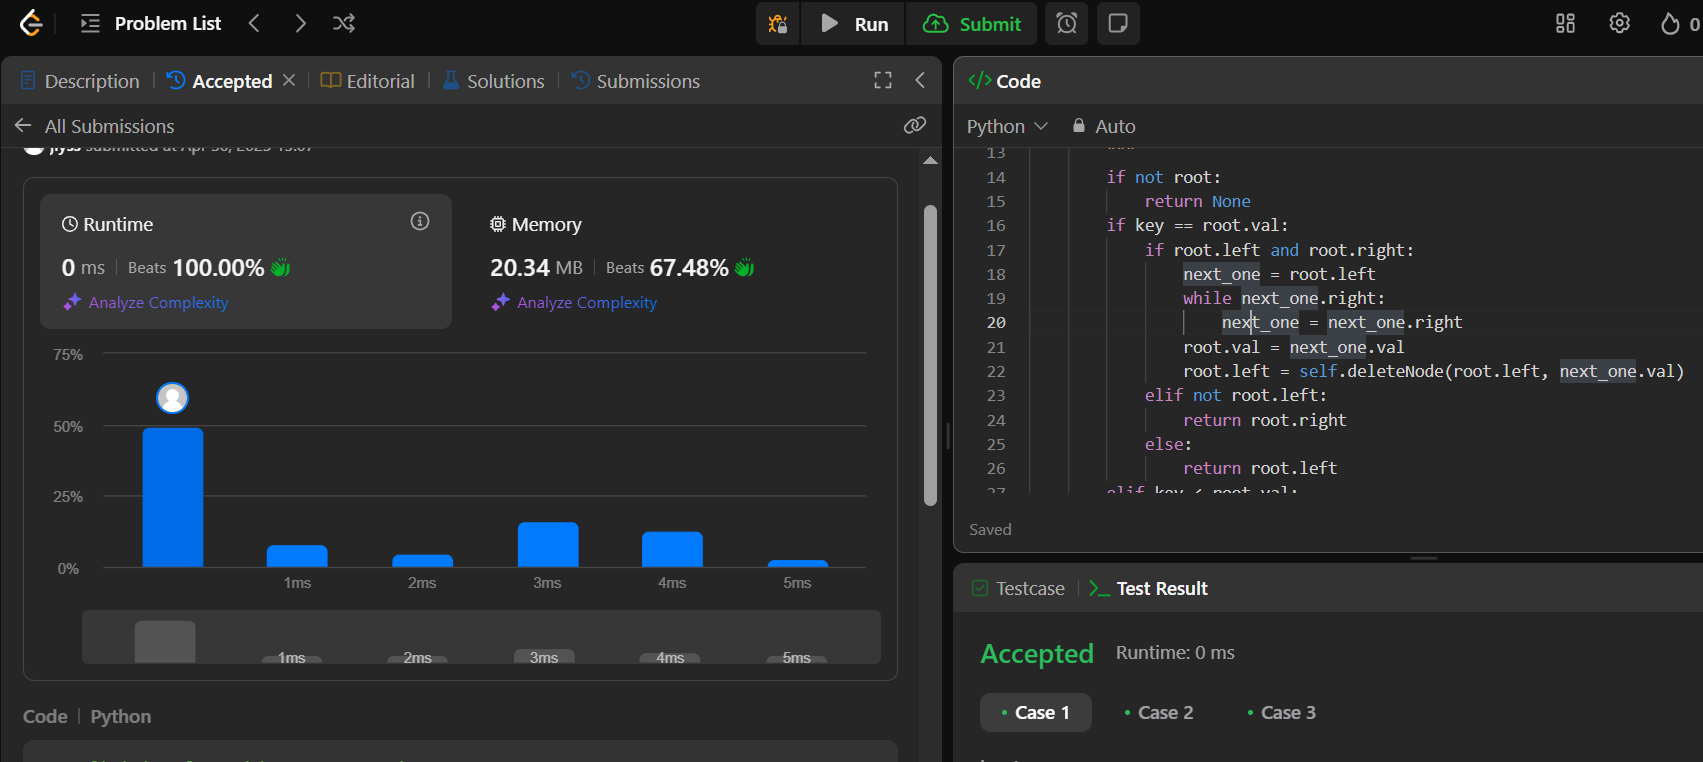 Problem List
Run
Submit
0
Description
Accepted
Editorial
Solutions
Submissions
All Submissions
Runtime
0 ms
Beats 100.00%
Analyze Complexity
Memory
20.34 MB
Beats 67.48%
Analyze Complexity
75%
50%
25%
0%
1ms
2ms
3ms
4ms
5ms
1ms
2ms
3ms
4ms
5ms
Code
Python
</> Code
Python
Auto
13 """
14 if not root:
15 return None
16 if key == root.val:
17 if root.left and root.right:
18 next_one = root.left
19 while next_one.right:
20 next_one = next_one.right
21 root.val = next_one.val
22 root.left = self.deleteNode(root.left, next_one.val)
23 elif not root.left:
24 return root.right
25 else:
26 return root.left
27 elif key < root.val:
Saved
Testcase
Test Result
Accepted
Runtime: 0 ms
• Case 1
• Case 2
• Case 3